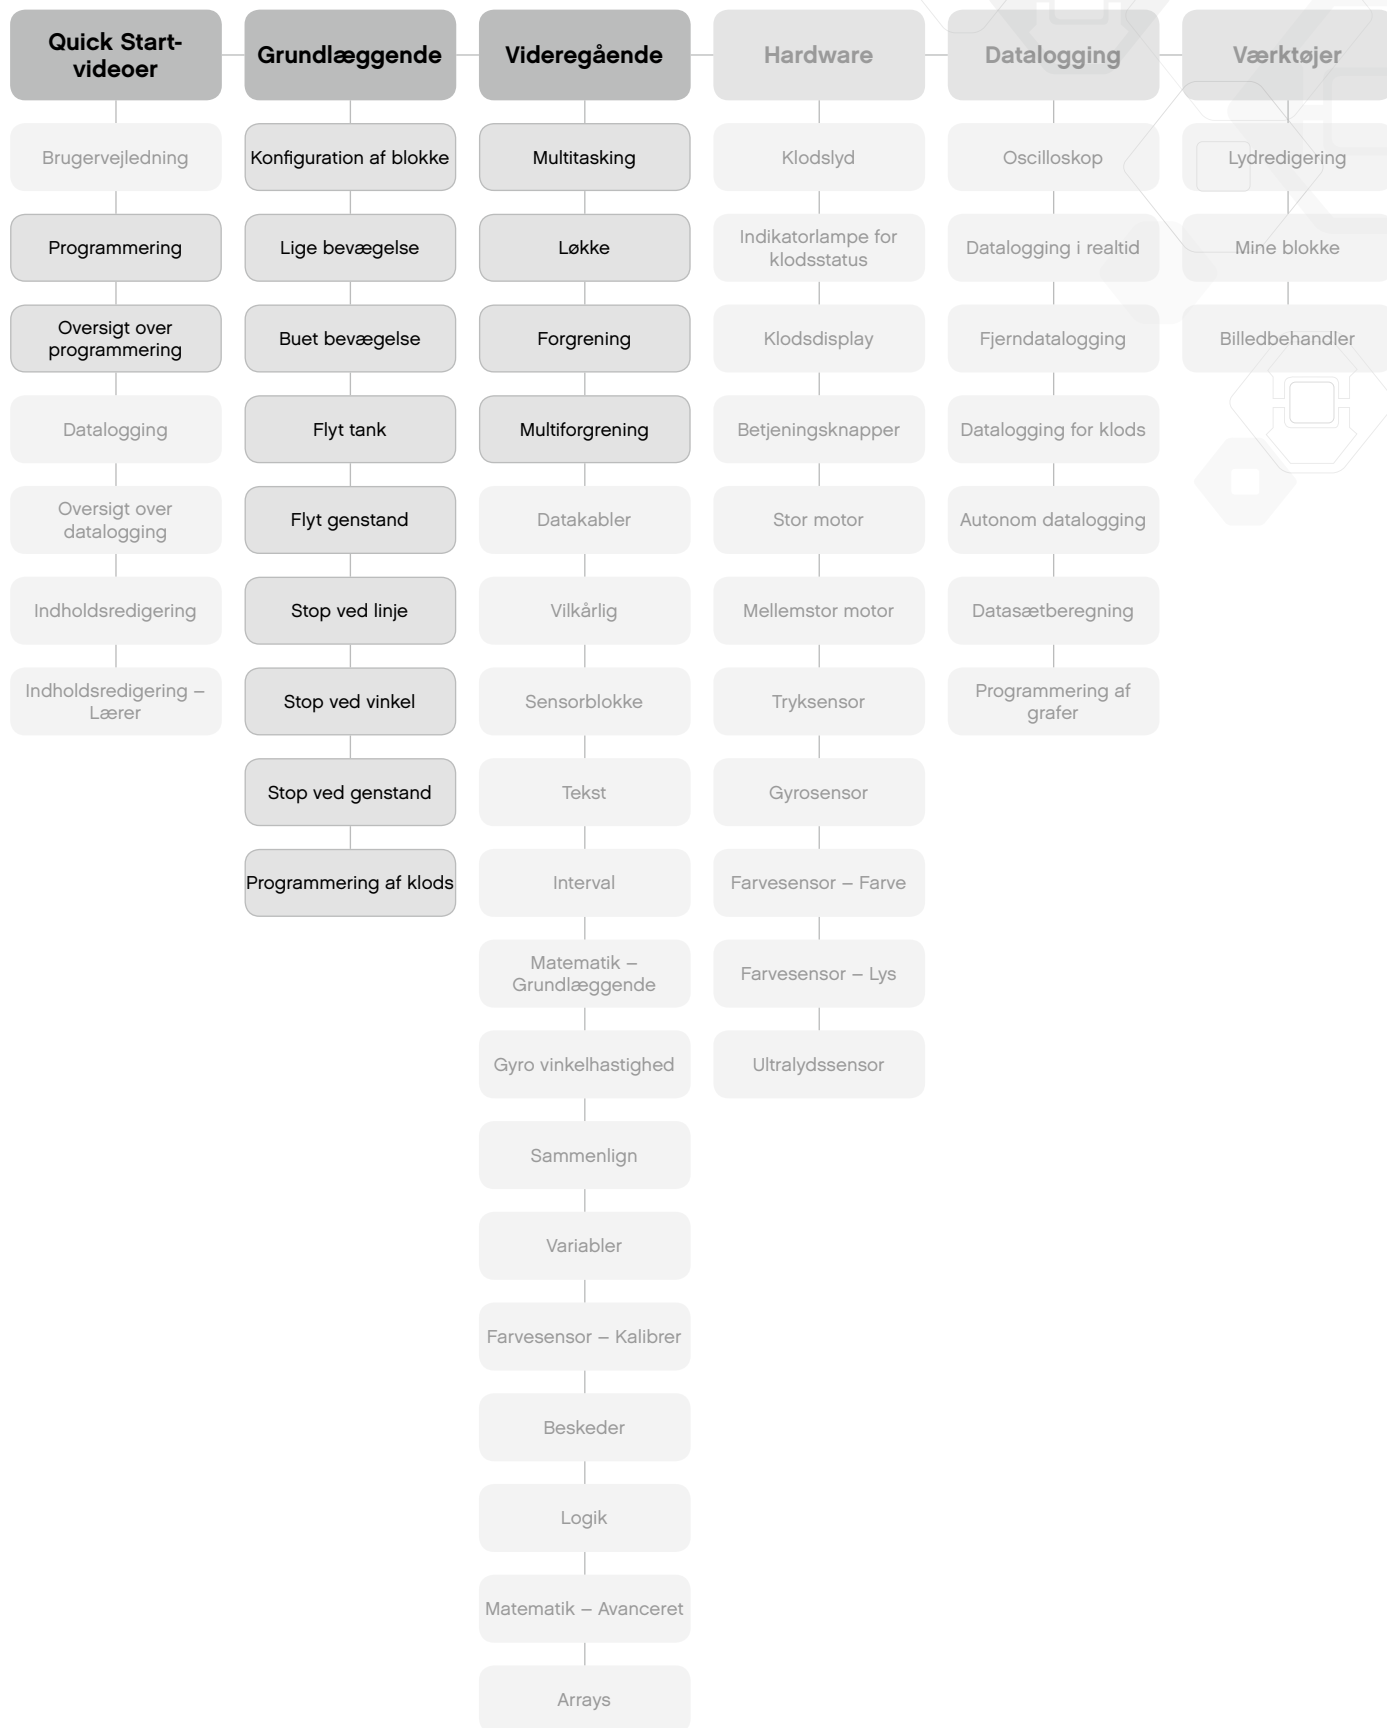 Quick Start-
videoer
Brugervejledning
Programmering
Oversigt over
programmering
Datalogging
Oversigt over
datalogging
Indholdsredigering
Indholdsredigering –
Lærer
Grundlæggende
Konfiguration af blokke
Lige bevægelse
Buet bevægelse
Flyt tank
Flyt genstand
Stop ved linje
Stop ved vinkel
Stop ved genstand
Programmering af klods
Videregående
Multitasking
Løkke
Forgrening
Multiforgrening
Datakabler
Vilkårlig
Sensorblokke
Tekst
Interval
Matematik –
Grundlæggende
Gyro vinkelhastighed
Sammenlign
Variabler
Farvesensor – Kalibrer
Beskeder
Logik
Matematik – Avanceret
Arrays
Hardware
Klodslyd
Indikatorlampe for
klodsstatus
Klodsdisplay
Betjeningsknapper
Stor motor
Mellemstor motor
Tryksensor
Gyrosensor
Farvesensor – Farve
Farvesensor – Lys
Ultralydssensor
Datalogging
Oscilloskop
Datalogging i realtid
Fjerndatalogging
Datalogging for klods
Autonom datalogging
Datasætberegning
Programmering af
grafer
Værktøjer
Lydredigering
Mine blokke
Billedbehandler